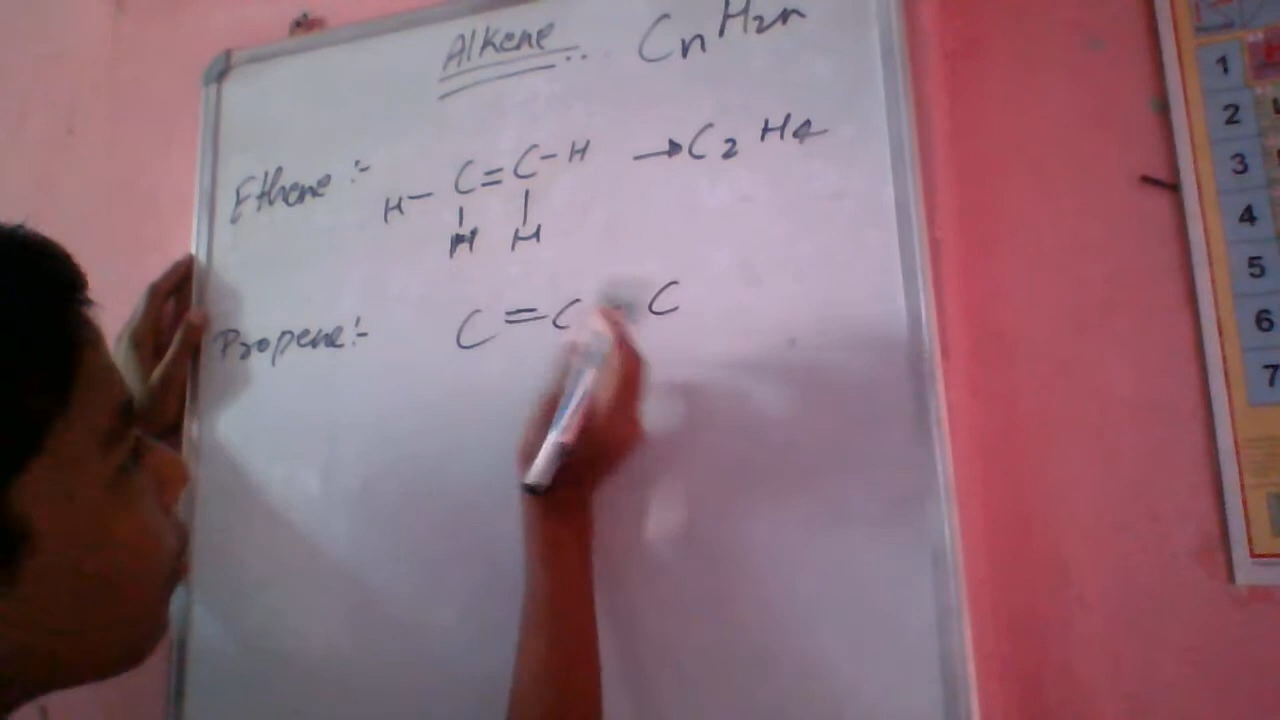 Alkene CnH2n
Ethene :- H-C=C-H →C2H4
H H
Propene:- C=C-C
1
2
3
4
5
6
7